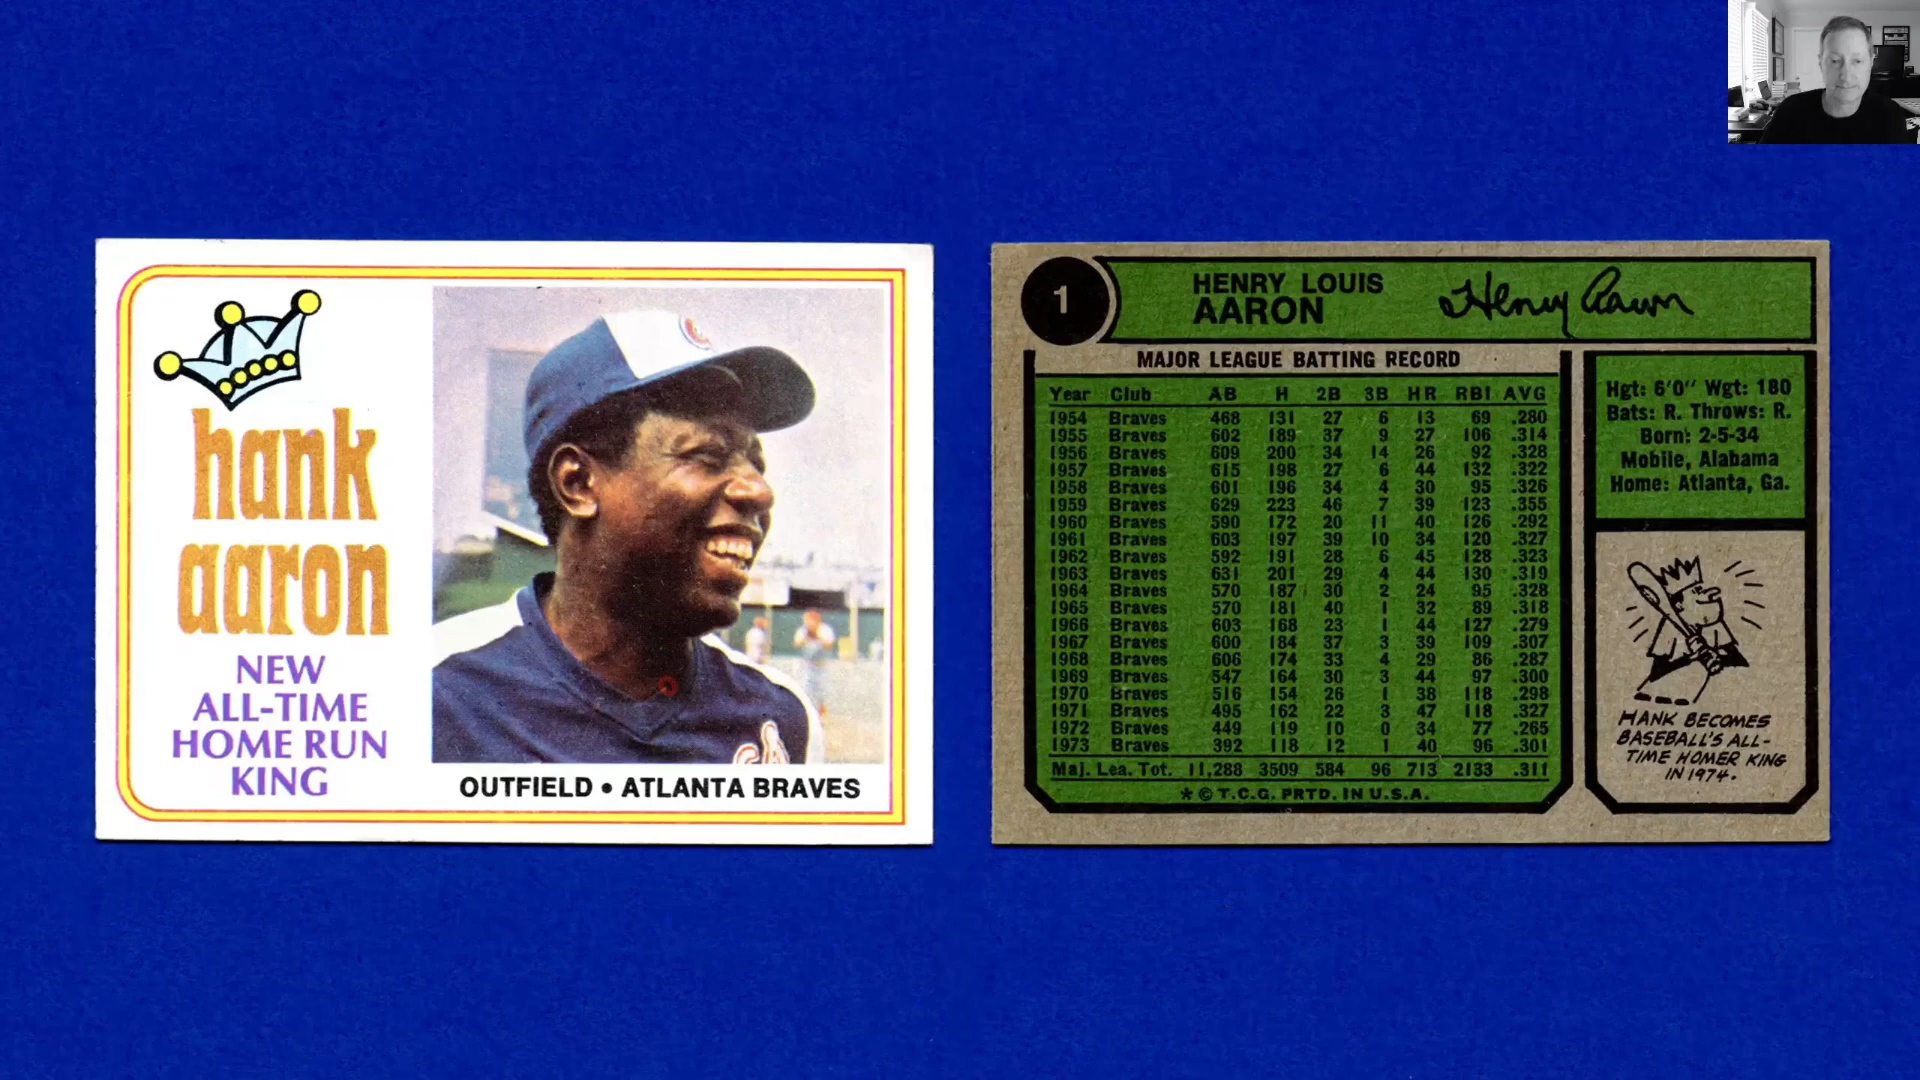 hank
aaron
NEW
ALL-TIME
HOME RUN
KING
OUTFIELD • ATLANTA BRAVES
1
HENRY LOUIS
AARON
Henry Aaron
MAJOR LEAGUE BATTING RECORD
Year Club AB H 2B 3B HR RBI AVG
1954 Braves 468 131 27 6 13 69 .280
1955 Braves 602 189 37 9 27 106 .314
1956 Braves 609 200 34 14 26 92 .328
1957 Braves 615 198 27 6 44 132 .322
1958 Braves 601 196 34 4 30 95 .326
1959 Braves 629 223 46 7 39 123 .355
1960 Braves 590 172 20 11 40 126 .292
1961 Braves 603 197 39 10 34 120 .327
1962 Braves 592 191 28 6 45 128 .323
1963 Braves 631 201 29 4 44 130 .319
1964 Braves 570 187 30 2 24 95 .328
1965 Braves 570 181 40 1 32 89 .318
1966 Braves 603 168 23 1 44 127 .279
1967 Braves 600 184 37 3 39 109 .307
1968 Braves 606 174 33 4 29 86 .287
1969 Braves 547 164 30 3 44 97 .300
1970 Braves 516 154 26 1 38 118 .298
1971 Braves 495 162 22 3 47 118 .327
1972 Braves 449 119 10 0 34 77 .265
1973 Braves 392 118 12 1 40 96 .301
Maj. Lea. Tot. 11,288 3509 584 96 713 2133 .311
* © T.C.G. PRTD. IN U.S.A.
Hgt: 6'0" Wgt: 180
Bats: R. Throws: R.
Born: 2-5-34
Mobile, Alabama
Home: Atlanta, Ga.
HANK BECOMES
BASEBALL'S ALL-
TIME HOMER KING
IN 1974.